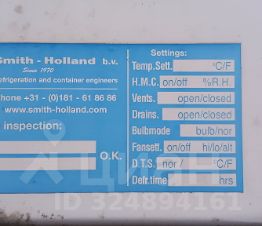 Smith - Holland b.v.
Since 1970
refrigeration and container engineers
phone +31 - (0)181 - 61 86 86
www.smith-holland.com
inspection:
O.K.
Settings:
Temp.Sett. °C/F
H.M.C. on/off %R.H.
Vents. open/closed
Drains. open/closed
Bulbmode bulb/nor
Fansett. on/off hi/lo/alt
D.T.S. nor / °C/F
Defr.time hrs
ЦИАН
ID 324894161